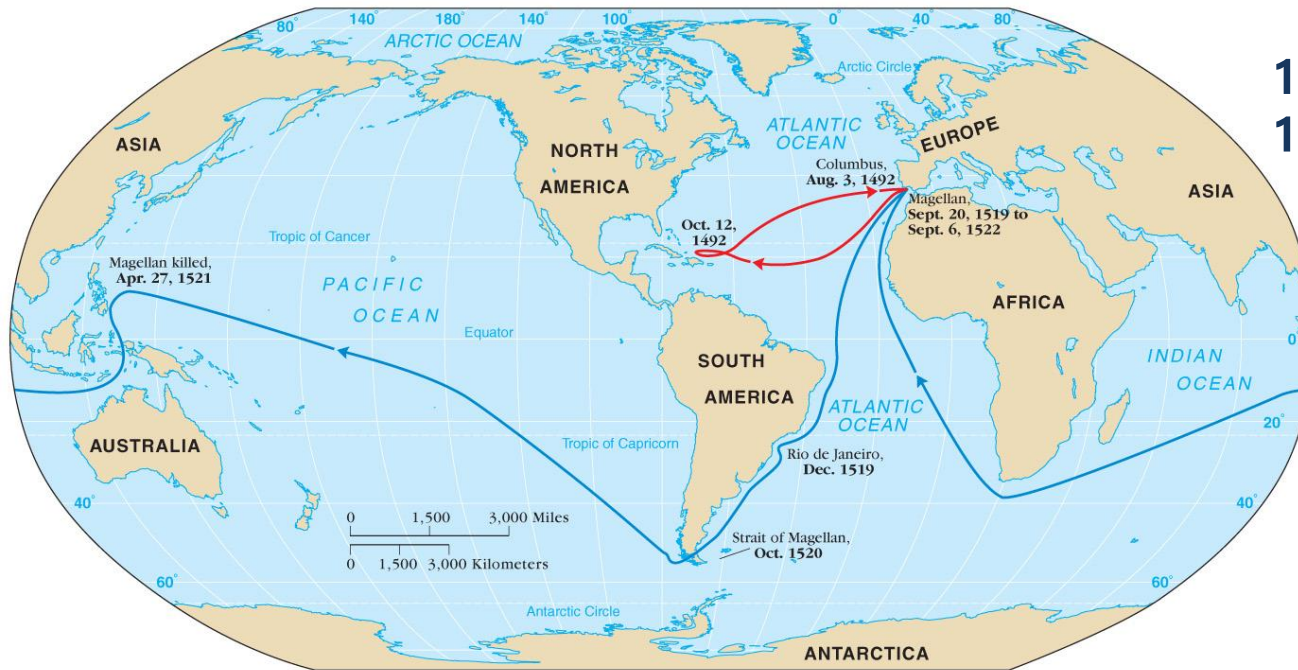 80°
120°
140°
100°
80°
0
40°
80°
ARCTIC OCEAN
Arctic Circle
1
1
ASIA
NORTH
AMERICA
ATLANTIC
OCEAN
EUROPE
Columbus,
Aug. 3, 1492
ASIA
Magellan,
Sept. 20, 1519 to
Sept. 6, 1522
Oct. 12,
1492
Tropic of Cancer
Magellan killed,
Apr. 27, 1521
PACIFIC
OCEAN
AFRICA
Equator
0°
SOUTH
AMERICA
INDIAN
OCEAN
ATLANTIC
OCEAN
20°
AUSTRALIA
Tropic of Capricorn
Rio de Janeiro,
Dec. 1519
40°
40°
0 1,500 3,000 Miles
0 1,500 3,000 Kilometers
Strait of Magellan,
Oct. 1520
60°
60°
Antarctic Circle
ANTARCTICA